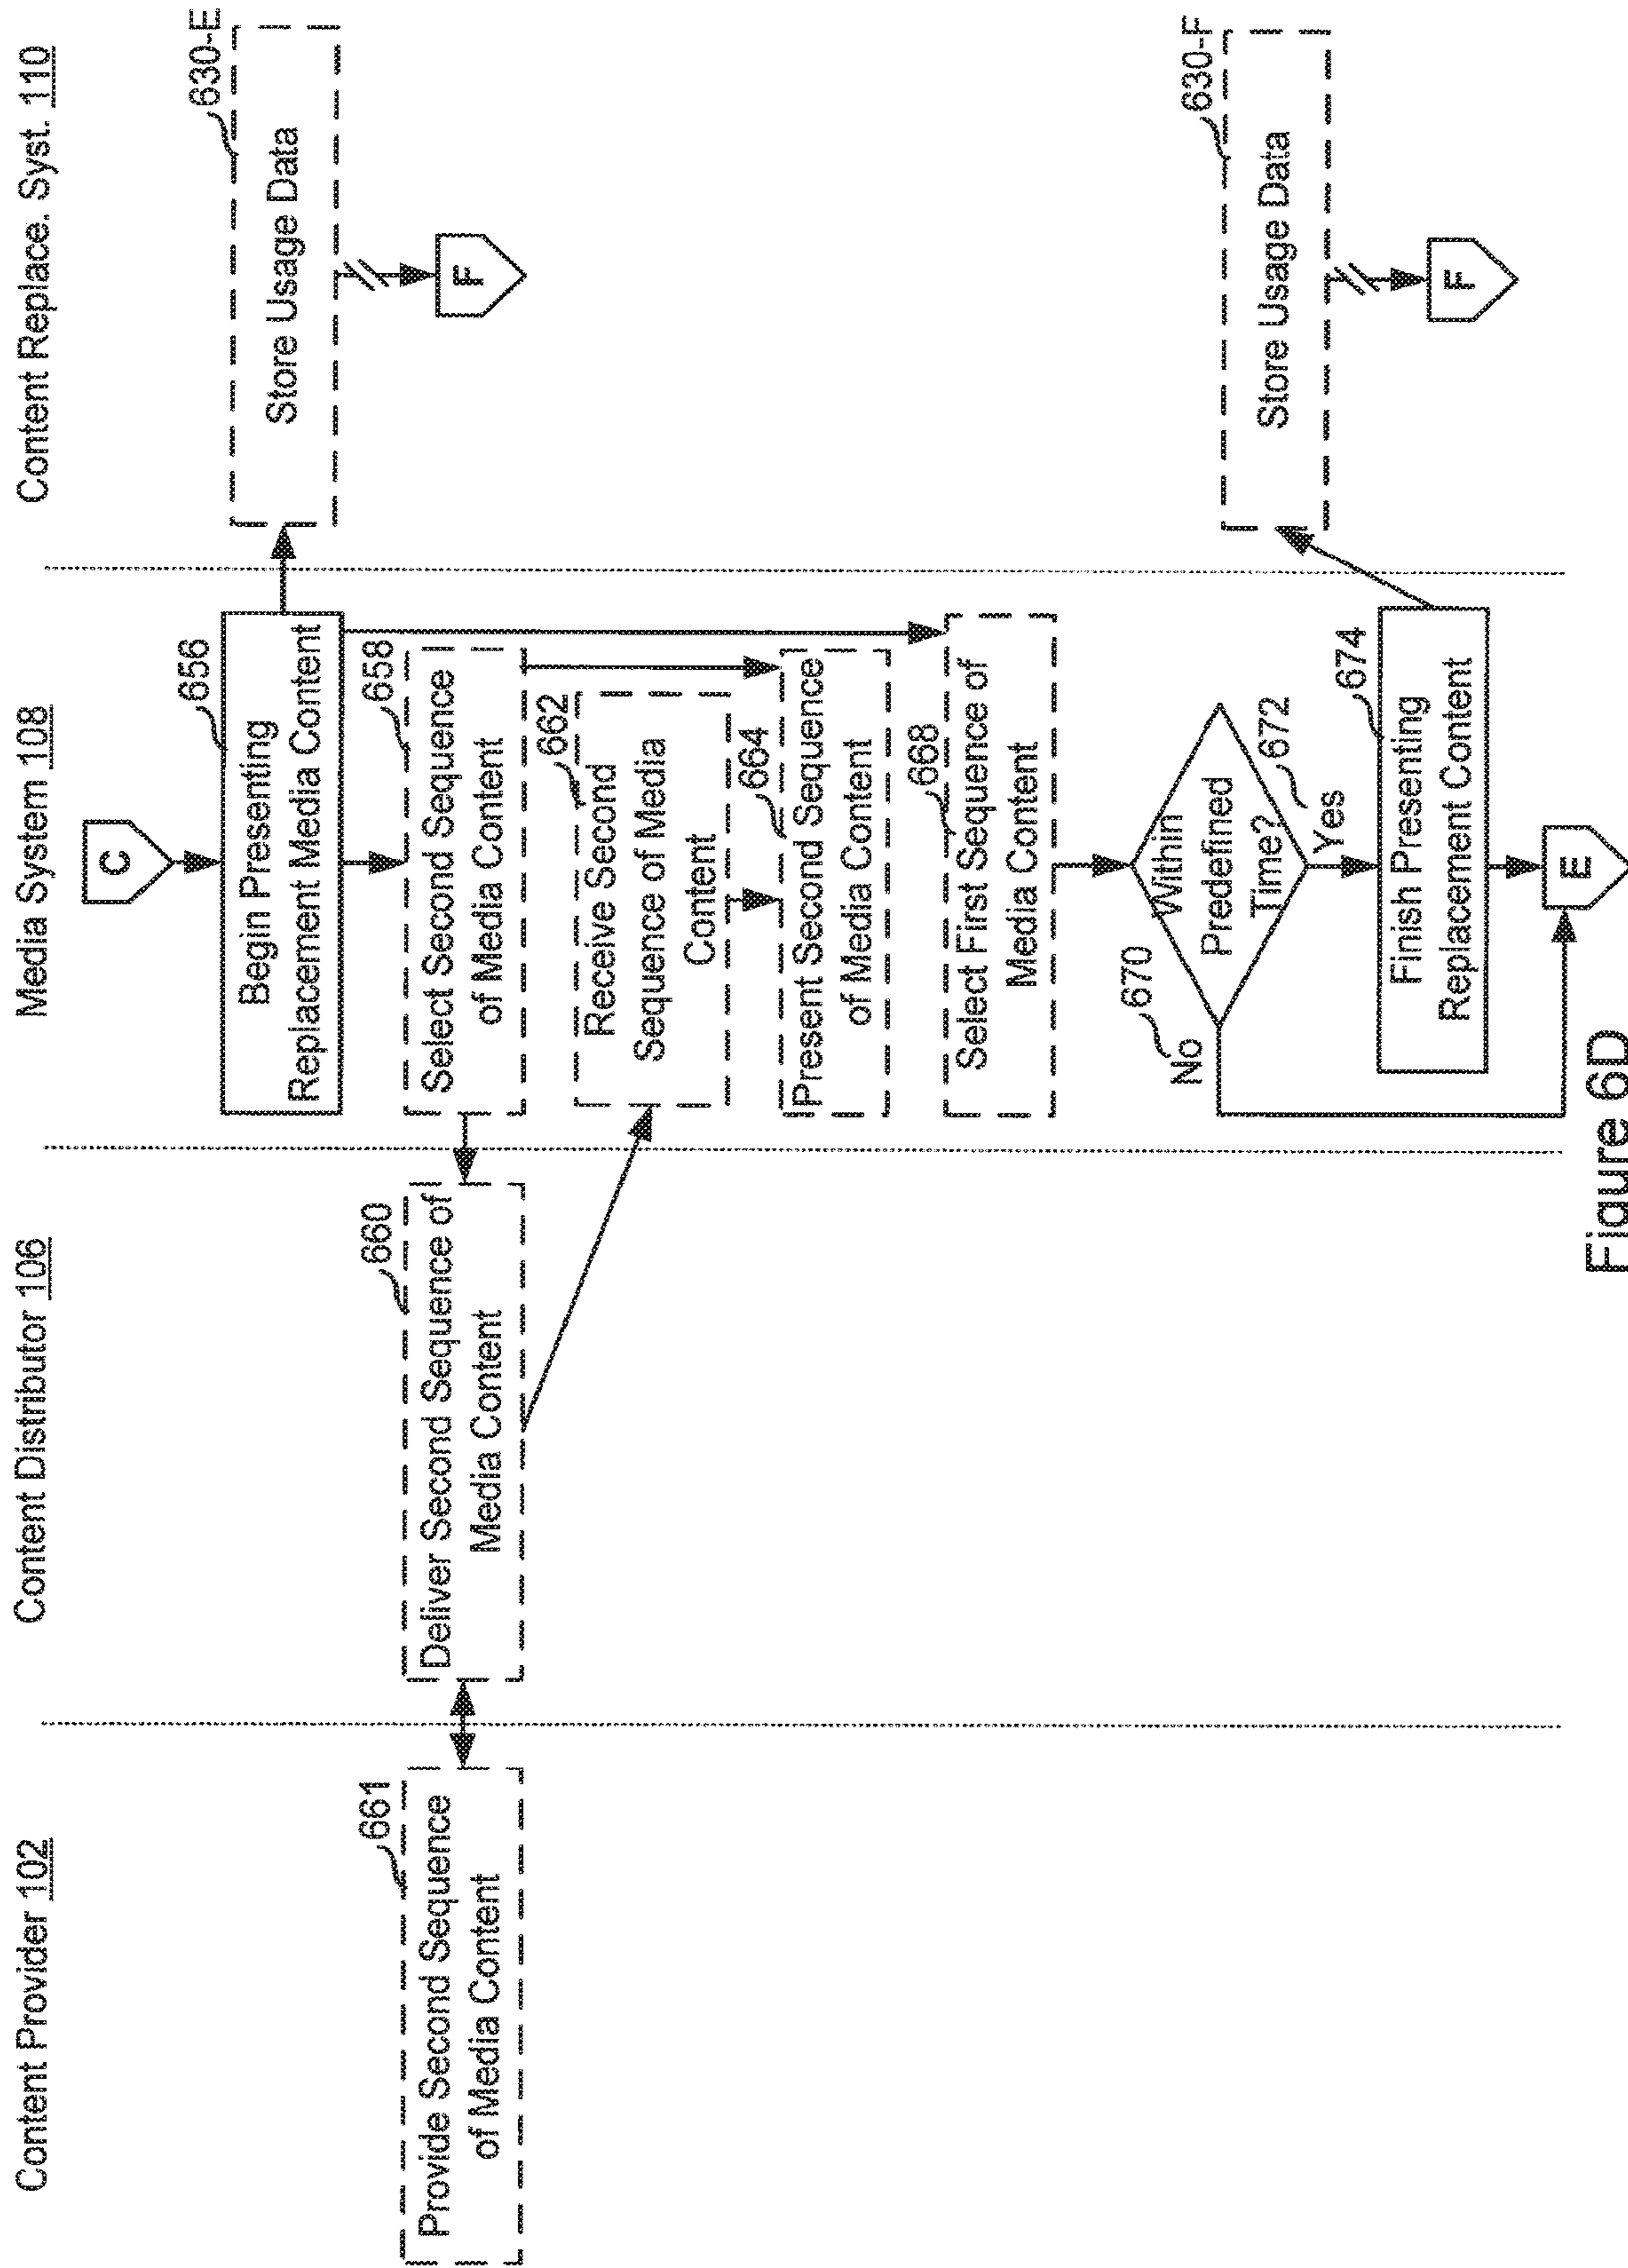 Content Provider 102
Content Distributor 106
Media System 108
Content Replace. Syst. 110
C
656
Begin Presenting
Replacement Media Content
630-E
Store Usage Data
F
661
Provide Second Sequence
of Media Content
660
Deliver Second Sequence of
Media Content
658
Select Second Sequence
of Media Content
662
Receive Second
Sequence of Media
Content
664
Present Second Sequence
of Media Content
668
Select First Sequence of
Media Content
670
No
Within
Predefined
Time?
672
Yes
674
Finish Presenting
Replacement Content
630-F
Store Usage Data
F
E
Figure 6D